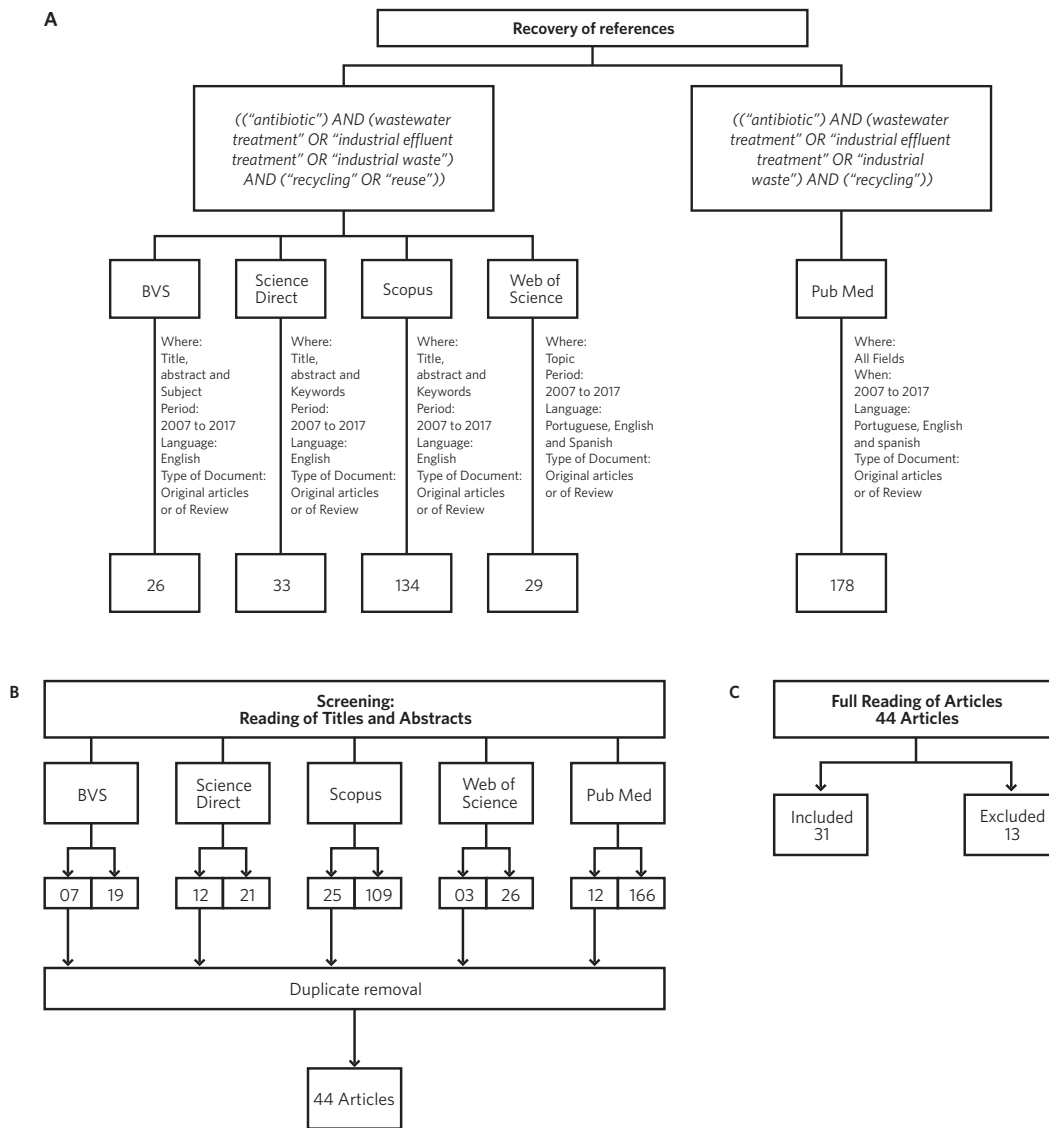 A
Recovery of references
((“antibiotic”) AND (wastewater
treatment” OR “industrial effluent
treatment” OR “industrial waste”)
AND (“recycling” OR “reuse”))
((“antibiotic”) AND (wastewater
treatment” OR “industrial effluent
treatment” OR “industrial
waste”) AND (“recycling”))
BVS
Science
Direct
Scopus
Web of
Science
Pub Med
Where:
Title,
abstract and
Subject
Period:
2007 to 2017
Language:
English
Type of Document:
Original articles
or of Review
Where:
Title,
abstract and
Keywords
Period:
2007 to 2017
Language:
English
Type of Document:
Original articles
or of Review
Where:
Title,
abstract and
Keywords
Period:
2007 to 2017
Language:
English
Type of Document:
Original articles
or of Review
Where:
Topic
Period:
2007 to 2017
Language:
Portuguese, English
and Spanish
Type of Document:
Original articles
or of Review
Where:
All Fields
When:
2007 to 2017
Language:
Portuguese, English
and spanish
Type of Document:
Original articles
or of Review
26
33
134
29
178
B
Screening:
Reading of Titles and Abstracts
BVS
Science
Direct
Scopus
Web of
Science
Pub Med
07 19
12 21
25 109
03 26
12 166
Duplicate removal
44 Articles
C
Full Reading of Articles
44 Articles
Included
31
Excluded
13